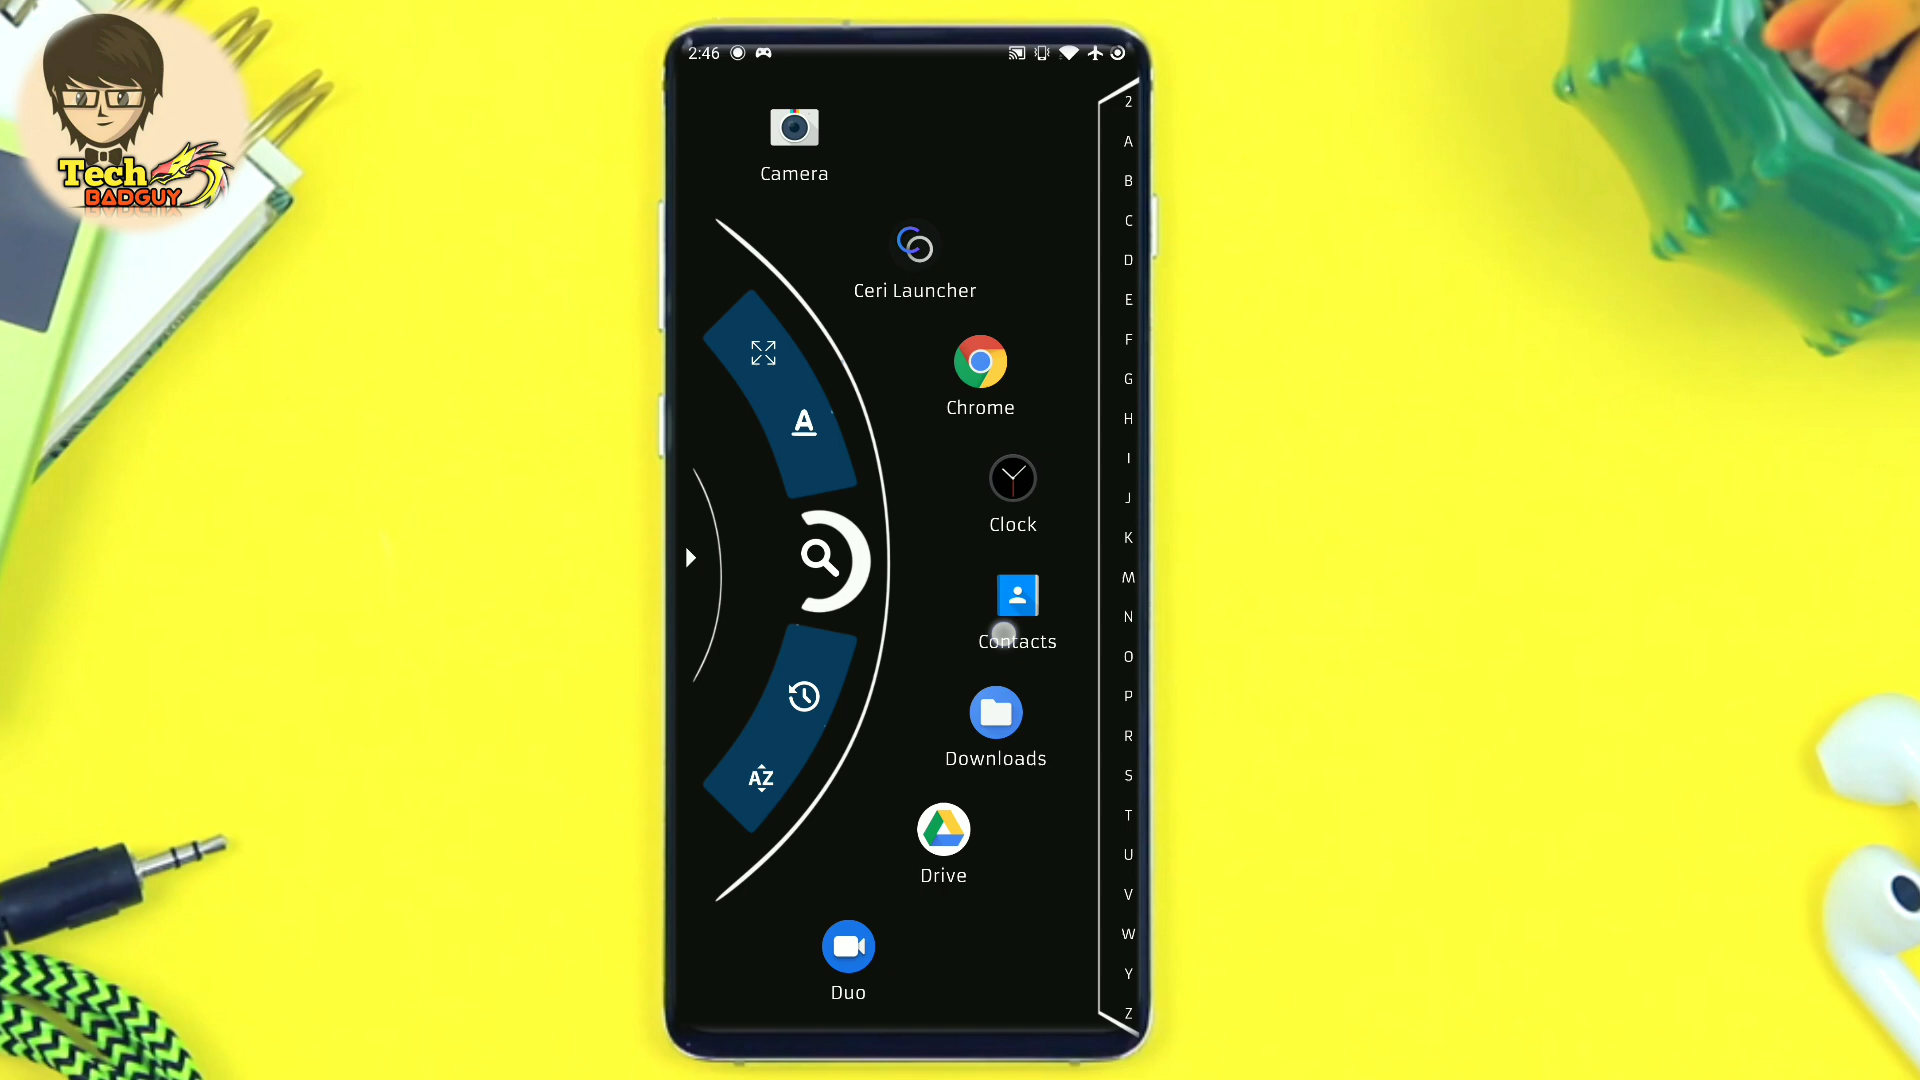 Tech
BADGUY
2:46
Camera
Ceri Launcher
Chrome
Clock
Contacts
Downloads
Drive
Duo
A
AZ
2
A
B
C
D
E
F
G
H
I
J
K
M
N
O
P
R
S
T
U
V
W
Y
Z